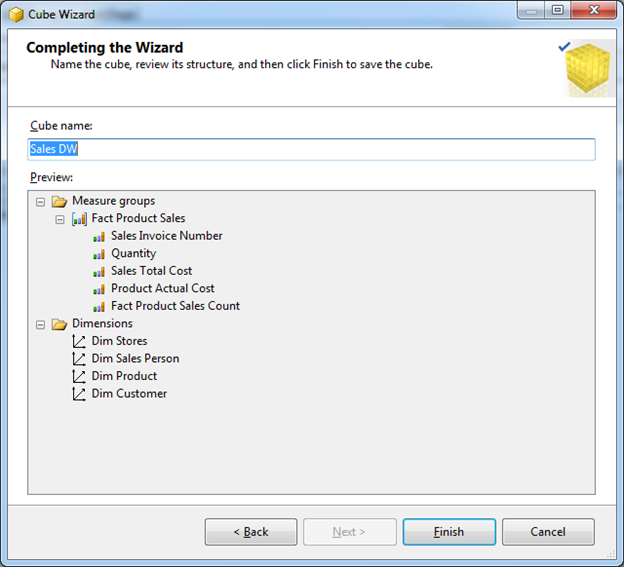 Cube Wizard
Completing the Wizard
Name the cube, review its structure, and then click Finish to save the cube.
Cube name:
Sales DW
Preview:
Measure groups
Fact Product Sales
Sales Invoice Number
Quantity
Sales Total Cost
Product Actual Cost
Fact Product Sales Count
Dimensions
Dim Stores
Dim Sales Person
Dim Product
Dim Customer
< Back Next > Finish Cancel